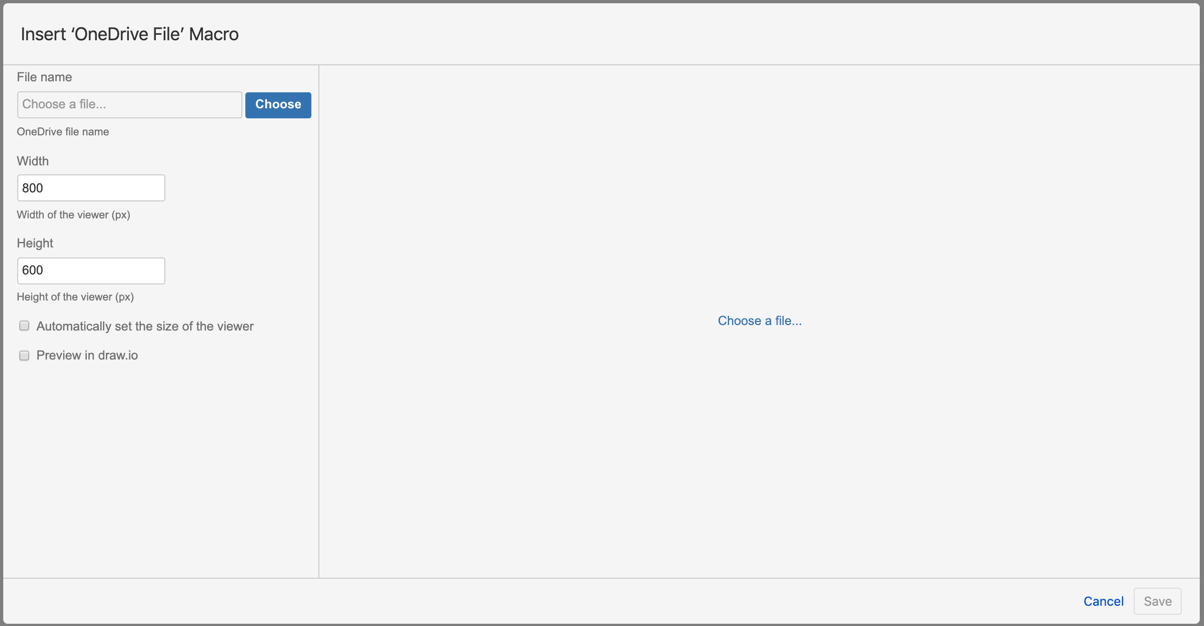 Insert ‘OneDrive File’ Macro
File name
Choose a file...
Choose
OneDrive file name
Width
800
Width of the viewer (px)
Height
600
Height of the viewer (px)
Automatically set the size of the viewer
Preview in draw.io
Choose a file...
Cancel
Save